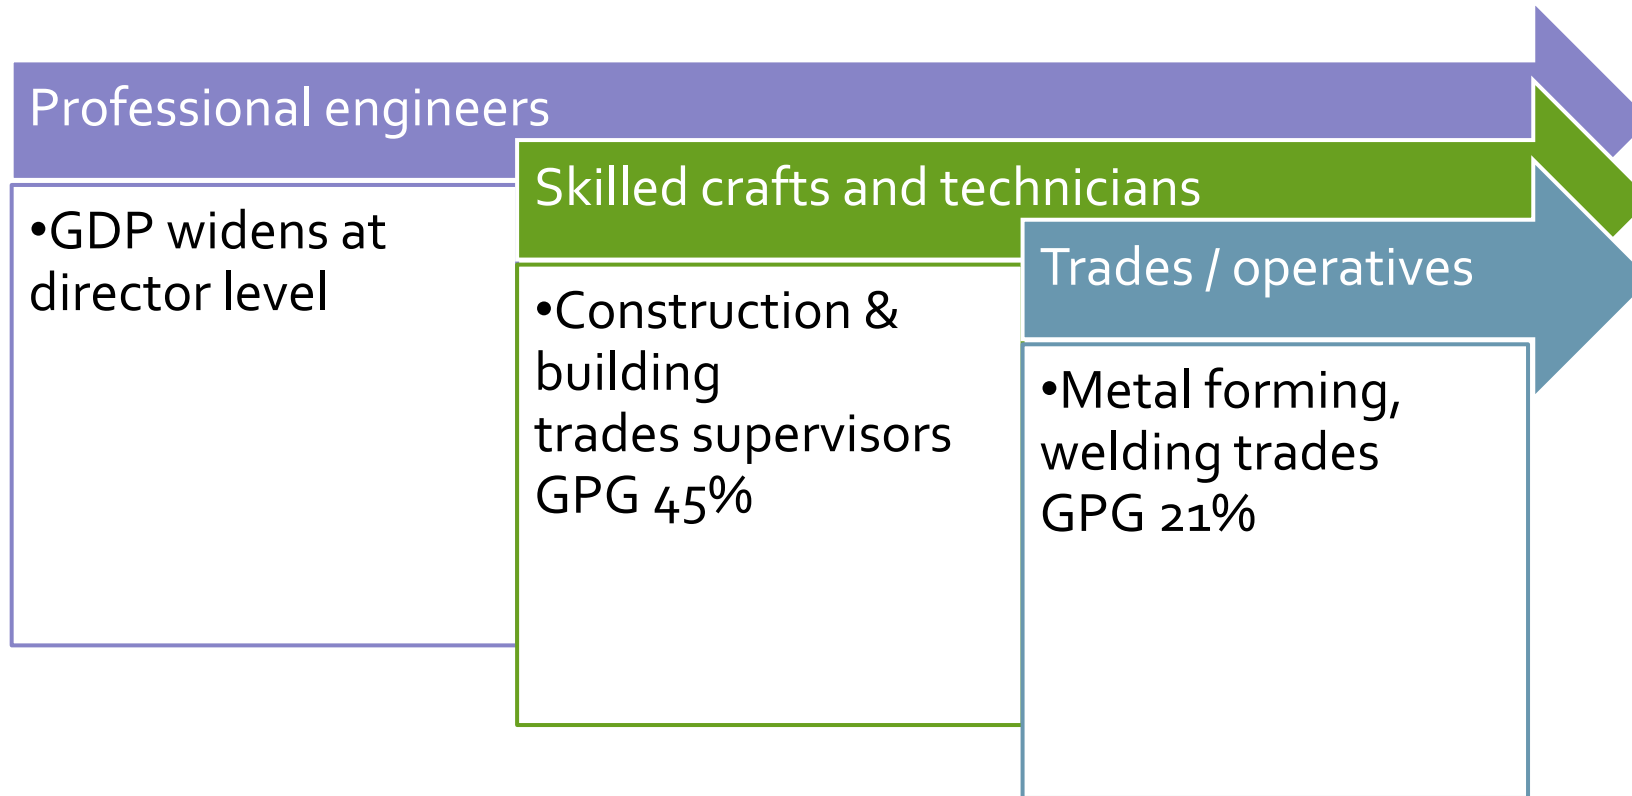 Professional engineers
•GDP widens at
director level
Skilled crafts and technicians
•Construction &
building
trades supervisors
GPG 45%
Trades / operatives
•Metal forming,
welding trades
GPG 21%